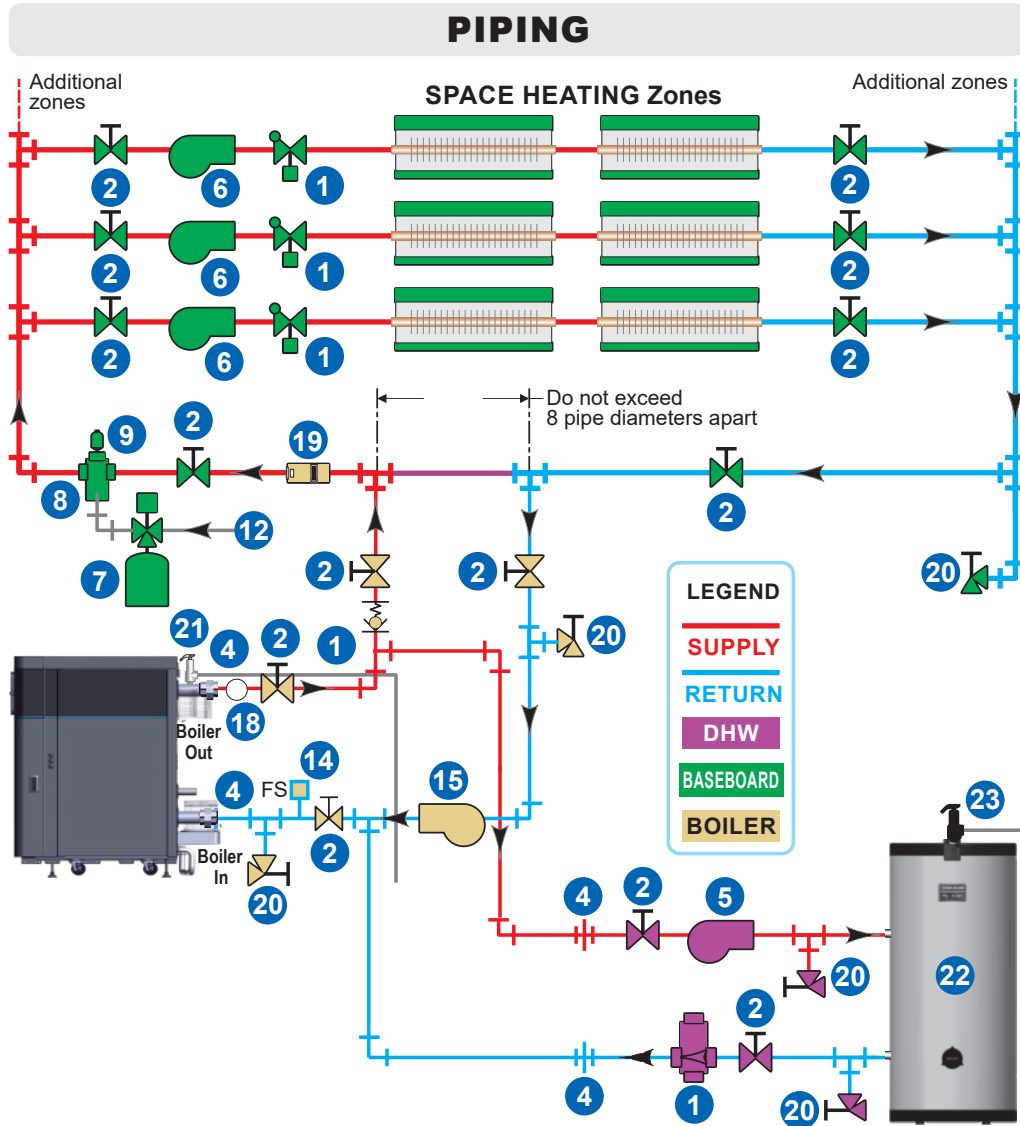 PIPING
Additional
zones
SPACE HEATING Zones
Additional zones
2
6
1
2
2
6
1
2
2
6
1
2
Do not exceed
8 pipe diameters apart
9
2
19
8
2
12
7
2
2
20
LEGEND
SUPPLY
RETURN
DHW
BASEBOARD
BOILER
20
21
4
2
1
18
Boiler
Out
14
FS
15
4
2
Boiler
In
20
23
4
2
5
20
22
2
4
1
20